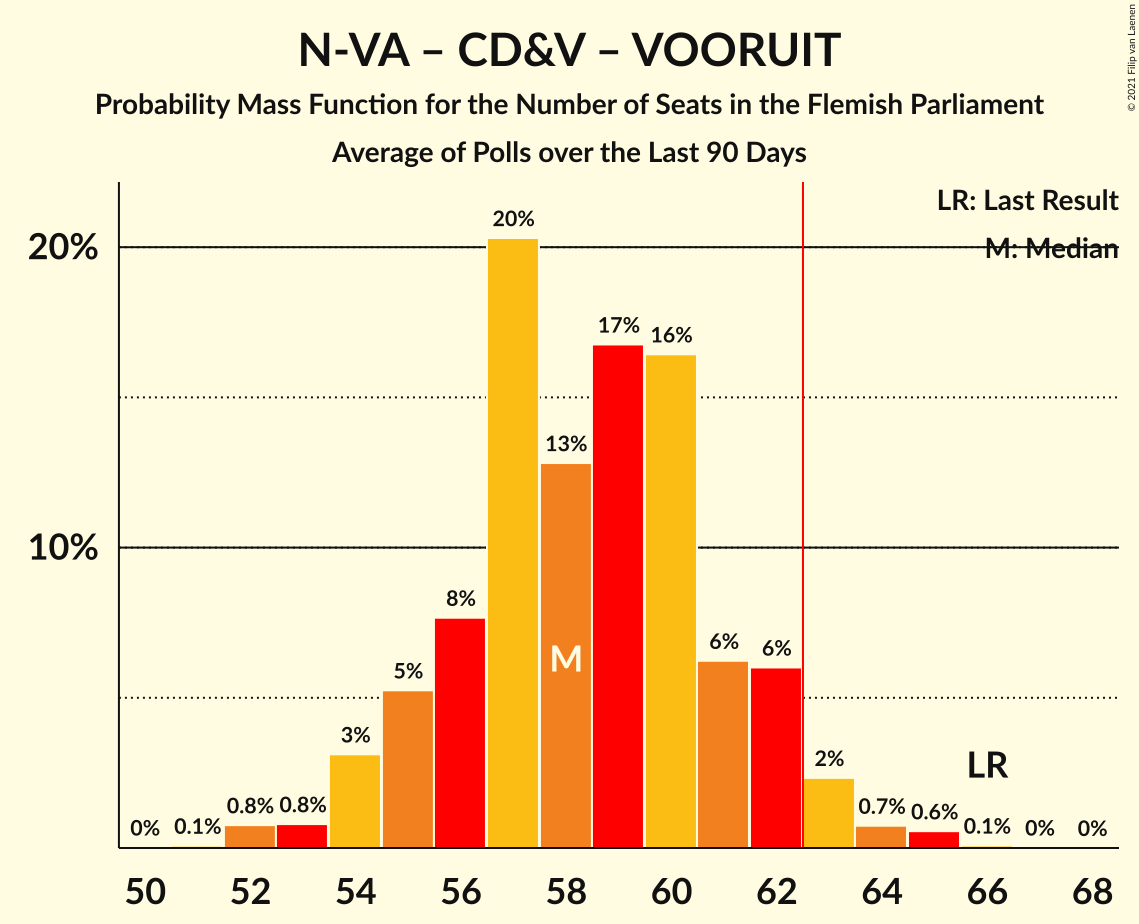 N-VA – CD&V – VOORUIT
Probability Mass Function for the Number of Seats in the Flemish Parliament
Average of Polls over the Last 90 Days
© 2021 Filip van Laenen
LR: Last Result
M: Median
20%
10%
0%
0.1%
0.8%
0.8%
3%
5%
8%
20%
13%
17%
16%
6%
6%
2%
0.7%
0.6%
0.1%
0%
0%
M
LR
50 52 54 56 58 60 62 64 66 68